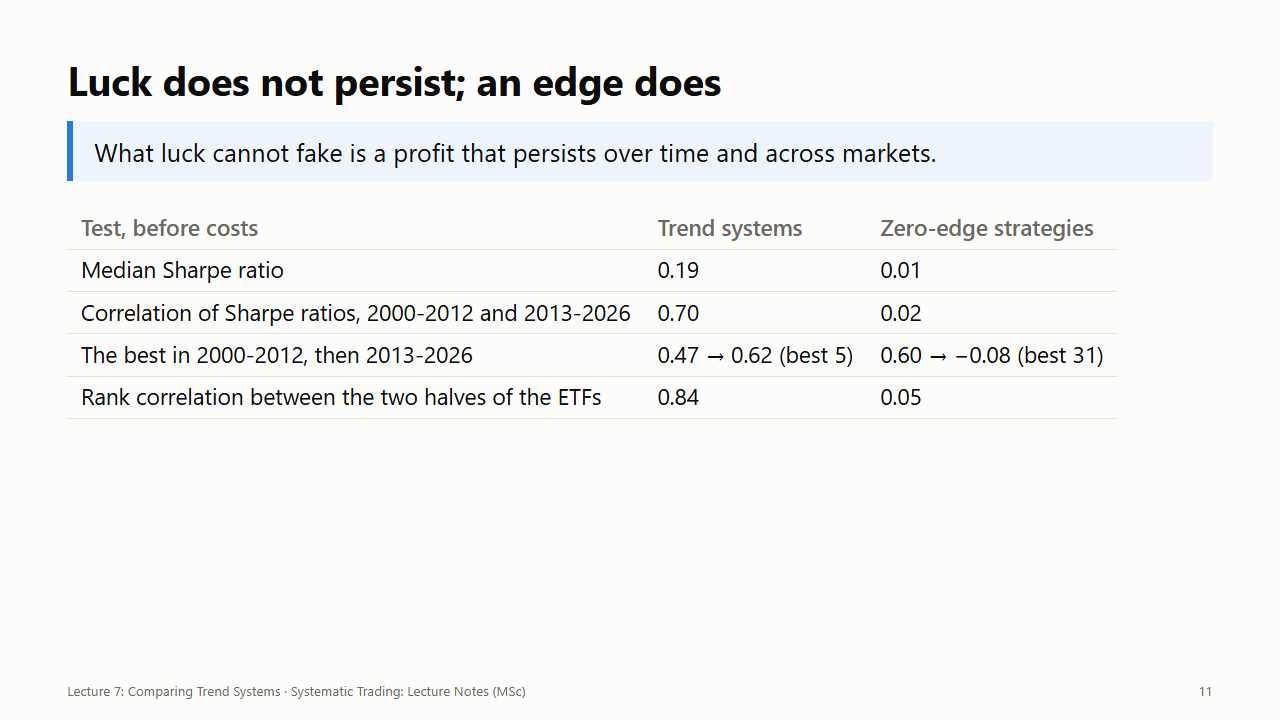 Luck does not persist; an edge does
What luck cannot fake is a profit that persists over time and across markets.
Test, before costs Trend systems Zero-edge strategies
Median Sharpe ratio 0.19 0.01
Correlation of Sharpe ratios, 2000-2012 and 2013-2026 0.70 0.02
The best in 2000-2012, then 2013-2026 0.47 → 0.62 (best 5) 0.60 → −0.08 (best 31)
Rank correlation between the two halves of the ETFs 0.84 0.05
Lecture 7: Comparing Trend Systems · Systematic Trading: Lecture Notes (MSc) 11